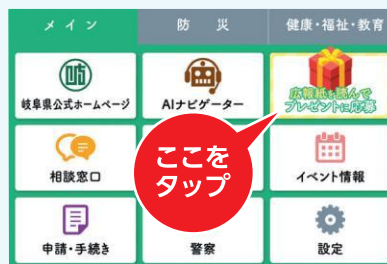 メイン
防 災
健康・福祉・教育
岐阜県公式ホームページ
AIナビゲーター
広報紙を読んで
プレゼントに応募
相談窓口
ここを
タップ
イベント情報
申請・手続き
警察
設定